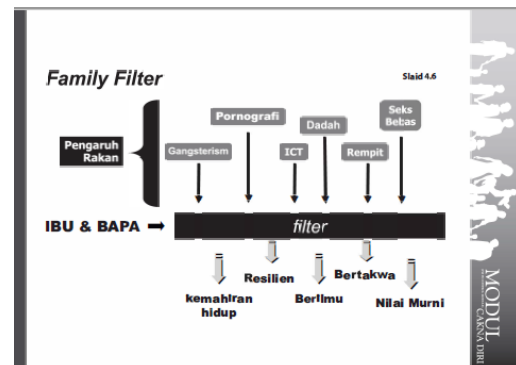 Family Filter
Slaid 4.6
Pengaruh
Rakan
Gangsterism
Pornografi
ICT
Dadah
Rempit
Seks
Bebas
IBU & BAPA
filter
kemahiran
hidup
Resilien
Berilmu
Bertakwa
Nilai Murni
MODUL
CAKNA DIRI